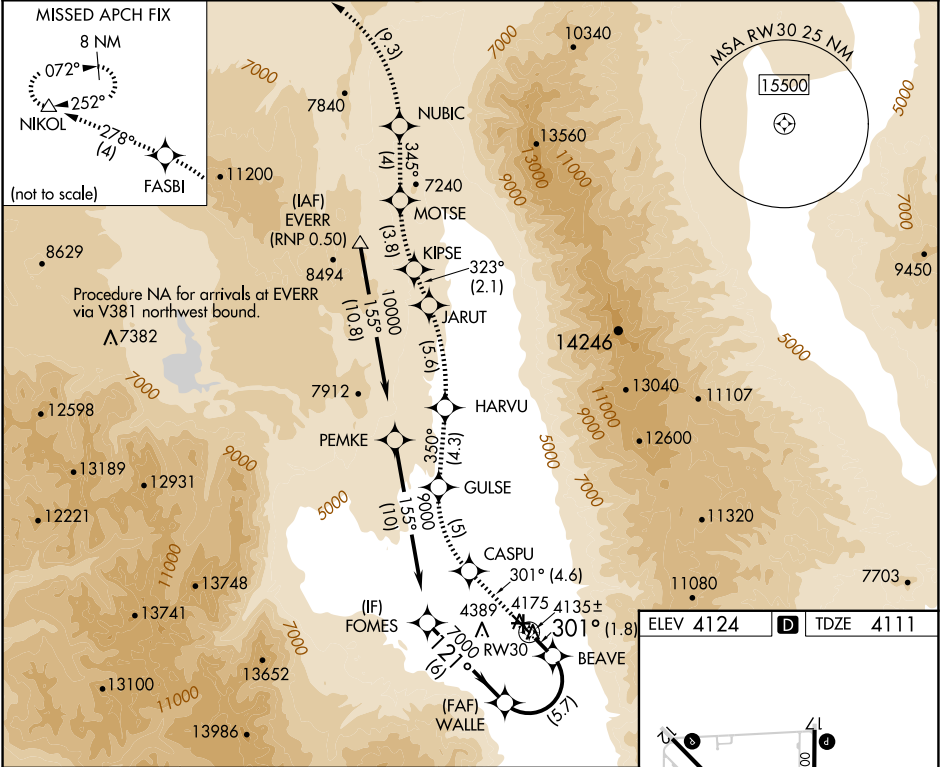 MISSED APCH FIX
8 NM
072°
252°
NIKOL
278°
(4)
FASBI
(not to scale)
(9.3)
7000
7840
NUBIC
(4)
345°
7240
MOTSE
11200
(IAF)
EVERR
(RNP 0.50)
8494
(3.8)
KIPSE
323°
(2.1)
JARUT
10000
155°
(10.8)
8629
Procedure NA for arrivals at EVERR
via V381 northwest bound.
7382
7000
(5.6)
7912
HARVU
12598
PEMKE
350°
(4.3)
13189
12931
9000
12221
5000
GULSE
9000
155°
(10)
(5)
CASPU
301° (4.6)
11000
13748
13741
(IF)
FOMES
4389
4175
4135±
RW30
301° (1.8)
BEAVE
7000
121°
(6)
(FAF)
WALLE
(5.7)
7000
13652
13100
11000
13986
10340
7000
13560
13000
11000
9000
MSA RW30 25 NM
15500
5000
7000
9450
14246
5000
13040
11107
11000
9000
12600
5000
7000
11320
11080
7703
ELEV 4124
D
TDZE 4111
12
17
P
00